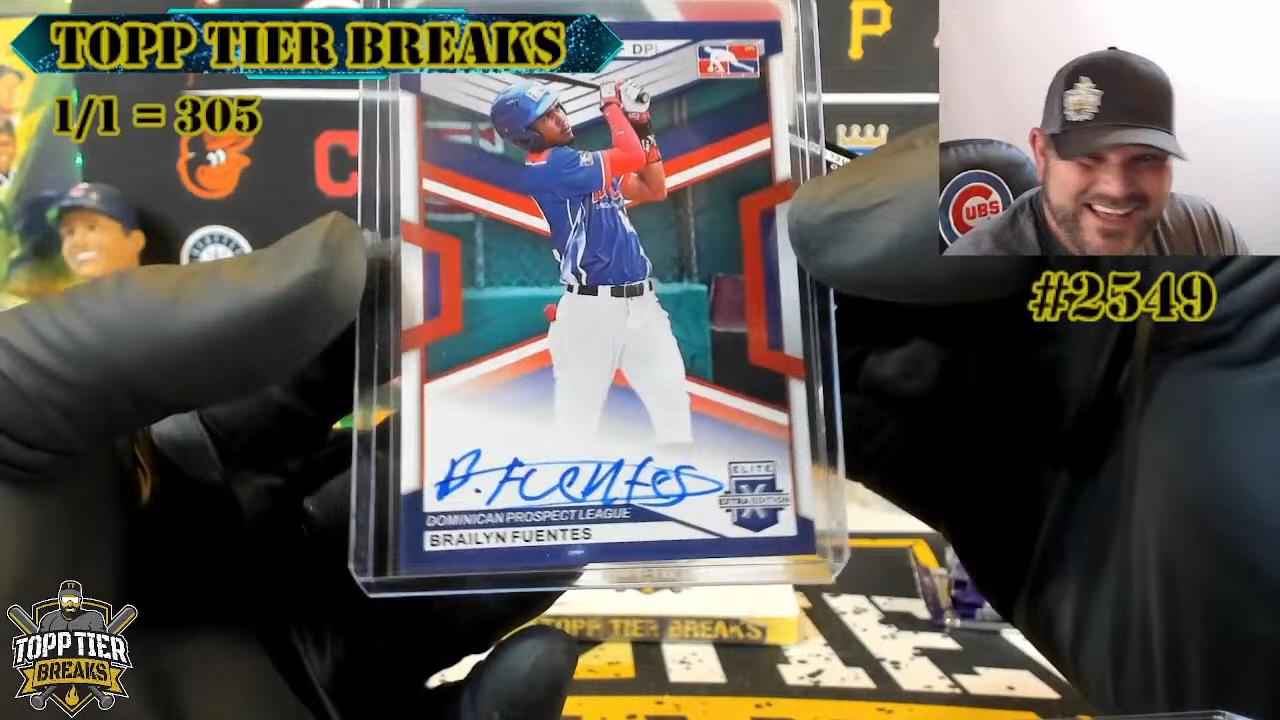 TOPP TIER BREAKS
1/1 = 305
DPL
P
C
CUBS
#2549
B. Fuentes
ELITE
EXTRA EDITION
X
DOMINICAN PROSPECT LEAGUE
BRAILYN FUENTES
TOPP TIER BREAKS
TT
TOPP TIER
BREAKS